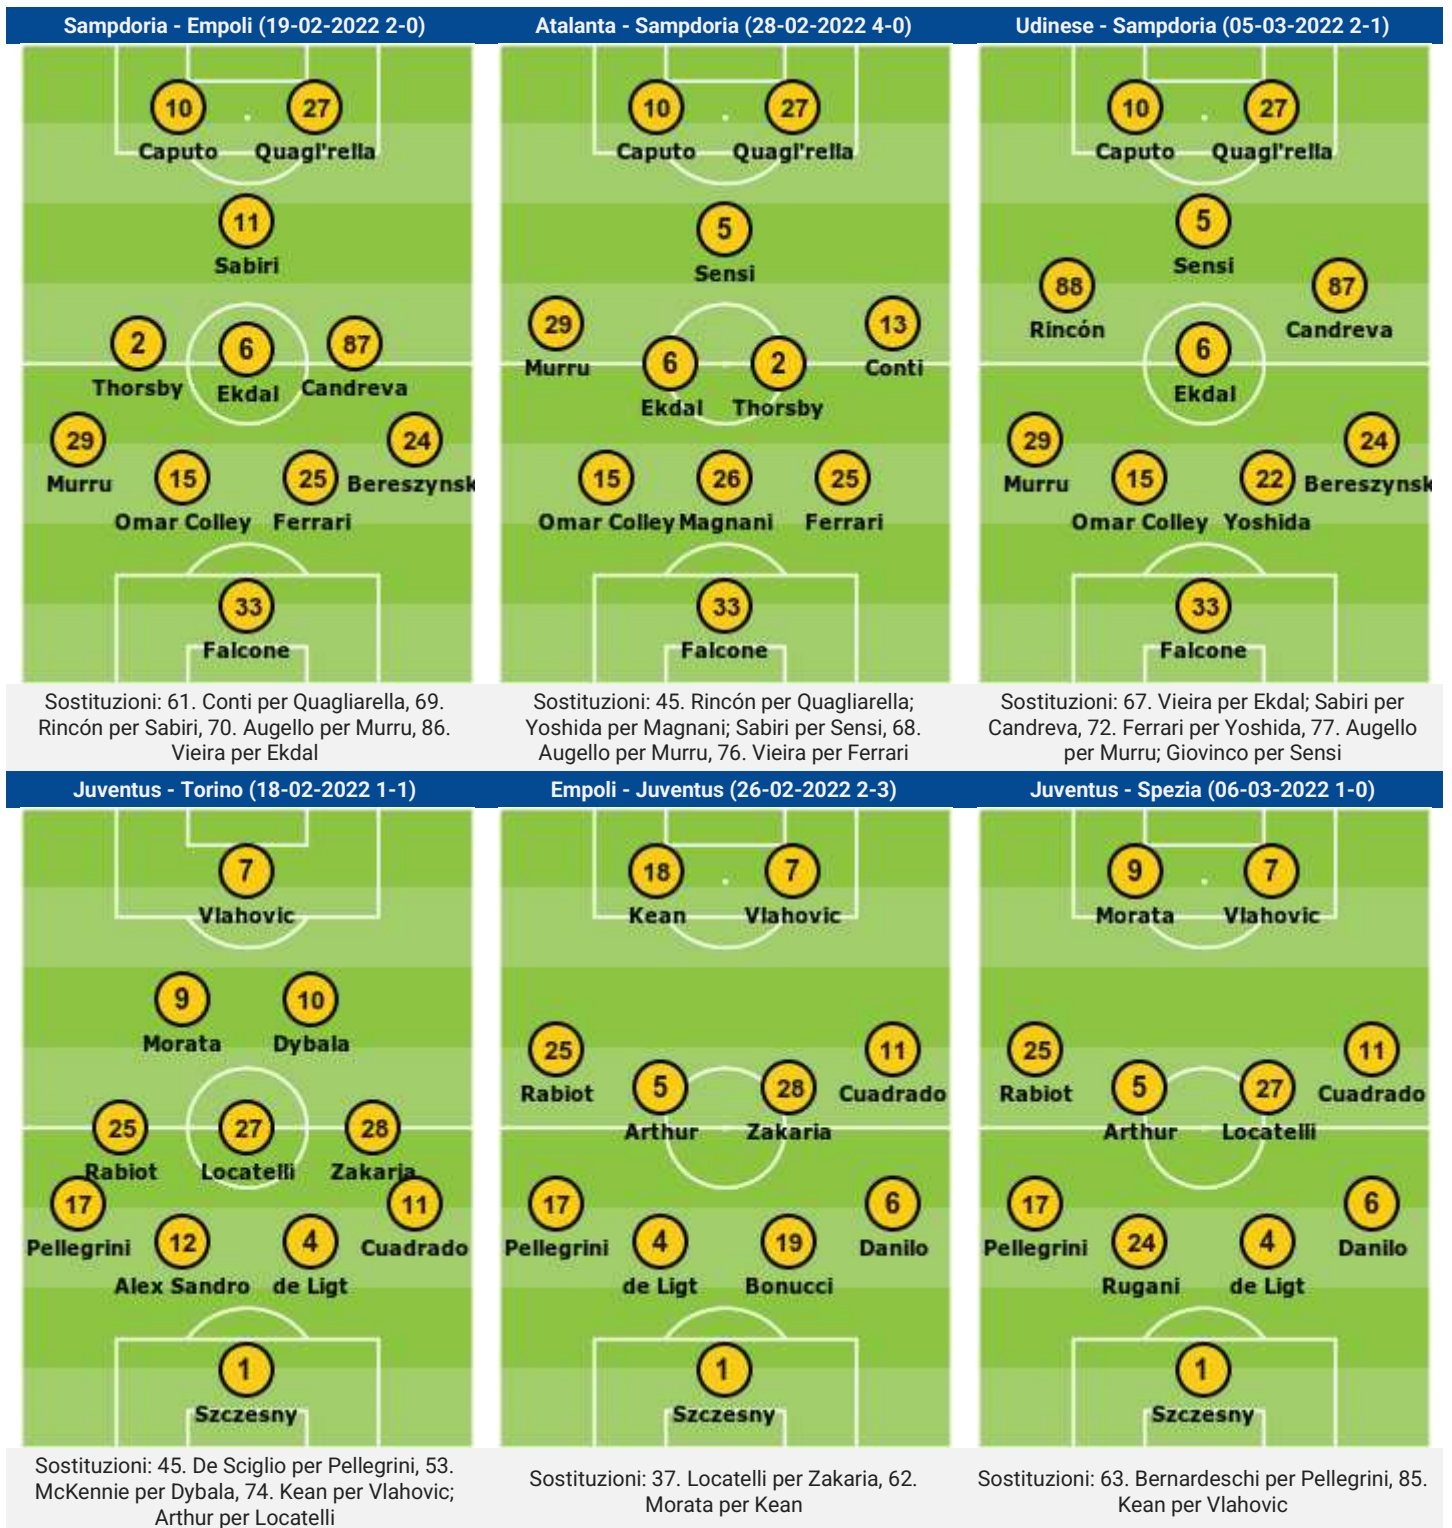 Sampdoria - Empoli (19-02-2022 2-0)
10 27
Caputo Quagl'rella
11
Sabiri
2 6 87
Thorsby Ekdal Candreva
29 24
Murru Bereszynsk
15 25
Omar Colley Ferrari
33
Falcone
Sostituzioni: 61. Conti per Quagliarella, 69.
Rincón per Sabiri, 70. Augello per Murru, 86.
Vieira per Ekdal
Atalanta - Sampdoria (28-02-2022 4-0)
10 27
Caputo Quagl'rella
5
Sensi
29 13
Murru Conti
6 2
Ekdal Thorsby
15 26 25
Omar Colley Magnani Ferrari
33
Falcone
Sostituzioni: 45. Rincón per Quagliarella;
Yoshida per Magnani; Sabiri per Sensi, 68.
Augello per Murru, 76. Vieira per Ferrari
Udinese - Sampdoria (05-03-2022 2-1)
10 27
Caputo Quagl'rella
5
Sensi
88 87
Rincón Candreva
6
Ekdal
29 24
Murru Bereszynsk
15 22
Omar Colley Yoshida
33
Falcone
Sostituzioni: 67. Vieira per Ekdal; Sabiri per
Candreva, 72. Ferrari per Yoshida, 77. Augello
per Murru; Giovinco per Sensi
Juventus - Torino (18-02-2022 1-1)
7
Vlahovic
9 10
Morata Dybala
25 27 28
Rabiot Locatelli Zakaria
17 11
Pellegrini Cuadrado
12 4
Alex Sandro de Ligt
1
Szczesny
Sostituzioni: 45. De Sciglio per Pellegrini, 53.
McKennie per Dybala, 74. Kean per Vlahovic;
Arthur per Locatelli
Empoli - Juventus (26-02-2022 2-3)
18 7
Kean Vlahovic
25 11
Rabiot Cuadrado
5 28
Arthur Zakaria
17 6
Pellegrini Danilo
4 19
de Ligt Bonucci
1
Szczesny
Sostituzioni: 37. Locatelli per Zakaria, 62.
Morata per Kean
Juventus - Spezia (06-03-2022 1-0)
9 7
Morata Vlahovic
25 11
Rabiot Cuadrado
5 27
Arthur Locatelli
17 6
Pellegrini Danilo
24 4
Rugani de Ligt
1
Szczesny
Sostituzioni: 63. Bernardeschi per Pellegrini, 85.
Kean per Vlahovic